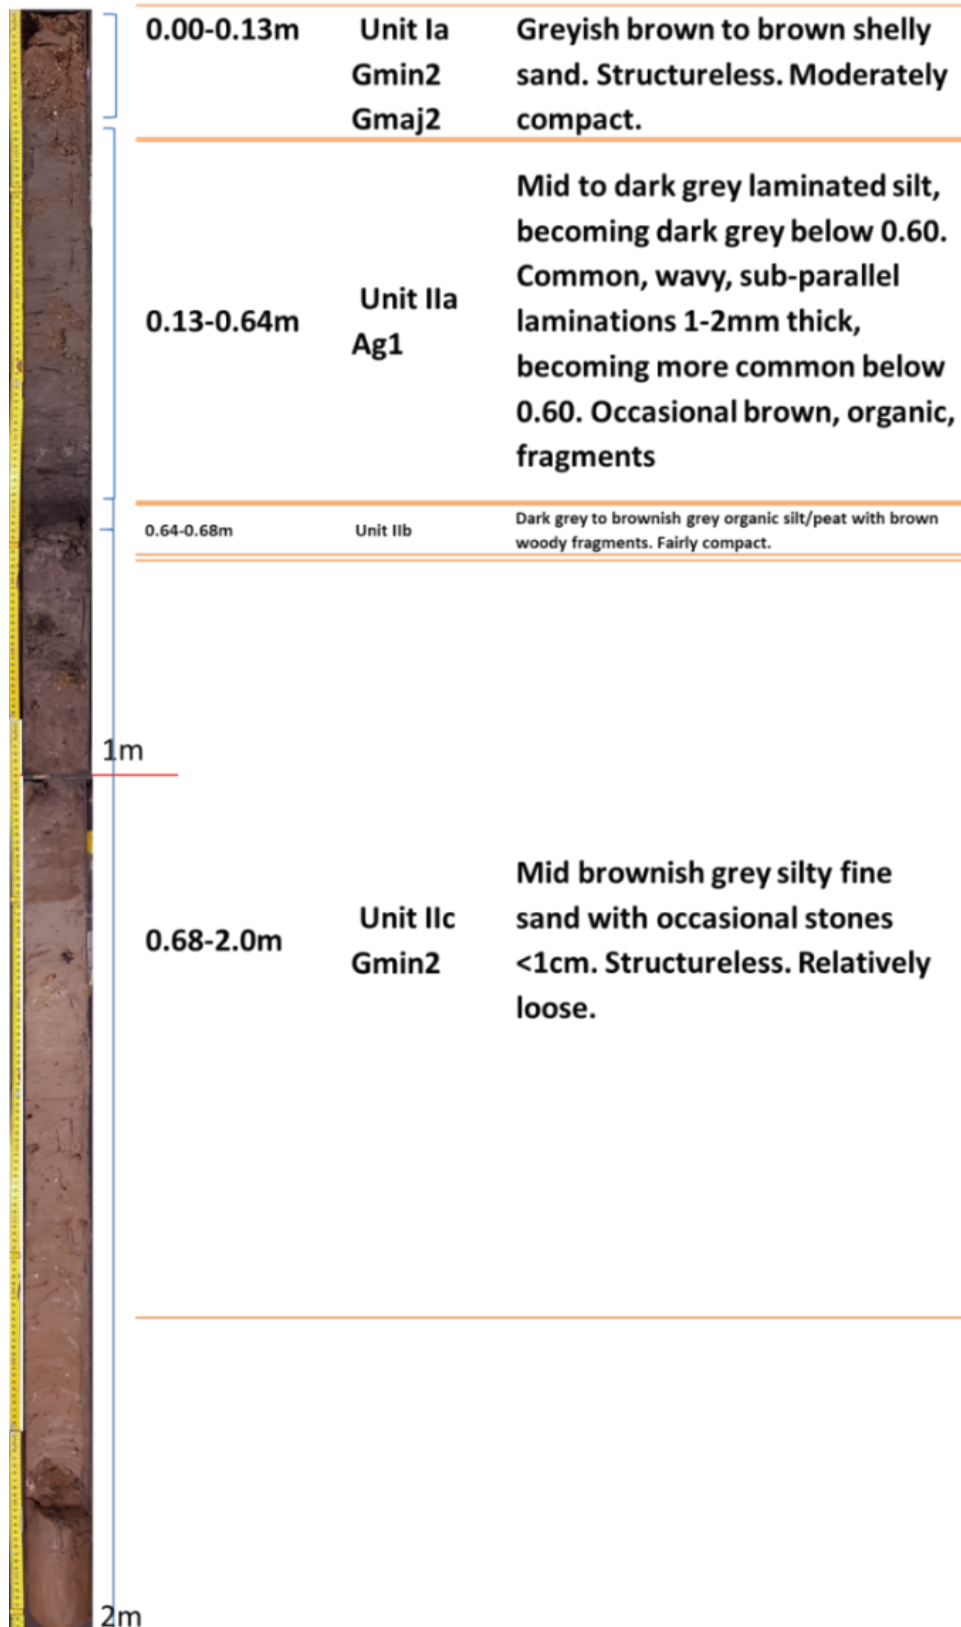 0.00-0.13m
Unit Ia
Gmin2
Gmaj2
Greyish brown to brown shelly
sand. Structureless. Moderately
compact.
0.13-0.64m
Unit IIa
Ag1
Mid to dark grey laminated silt,
becoming dark grey below 0.60.
Common, wavy, sub-parallel
laminations 1-2mm thick,
becoming more common below
0.60. Occasional brown, organic,
fragments
0.64-0.68m
Unit IIb
Dark grey to brownish grey organic silt/peat with brown
woody fragments. Fairly compact.
1m
0.68-2.0m
Unit IIc
Gmin2
Mid brownish grey silty fine
sand with occasional stones
<1cm. Structureless. Relatively
loose.
2m